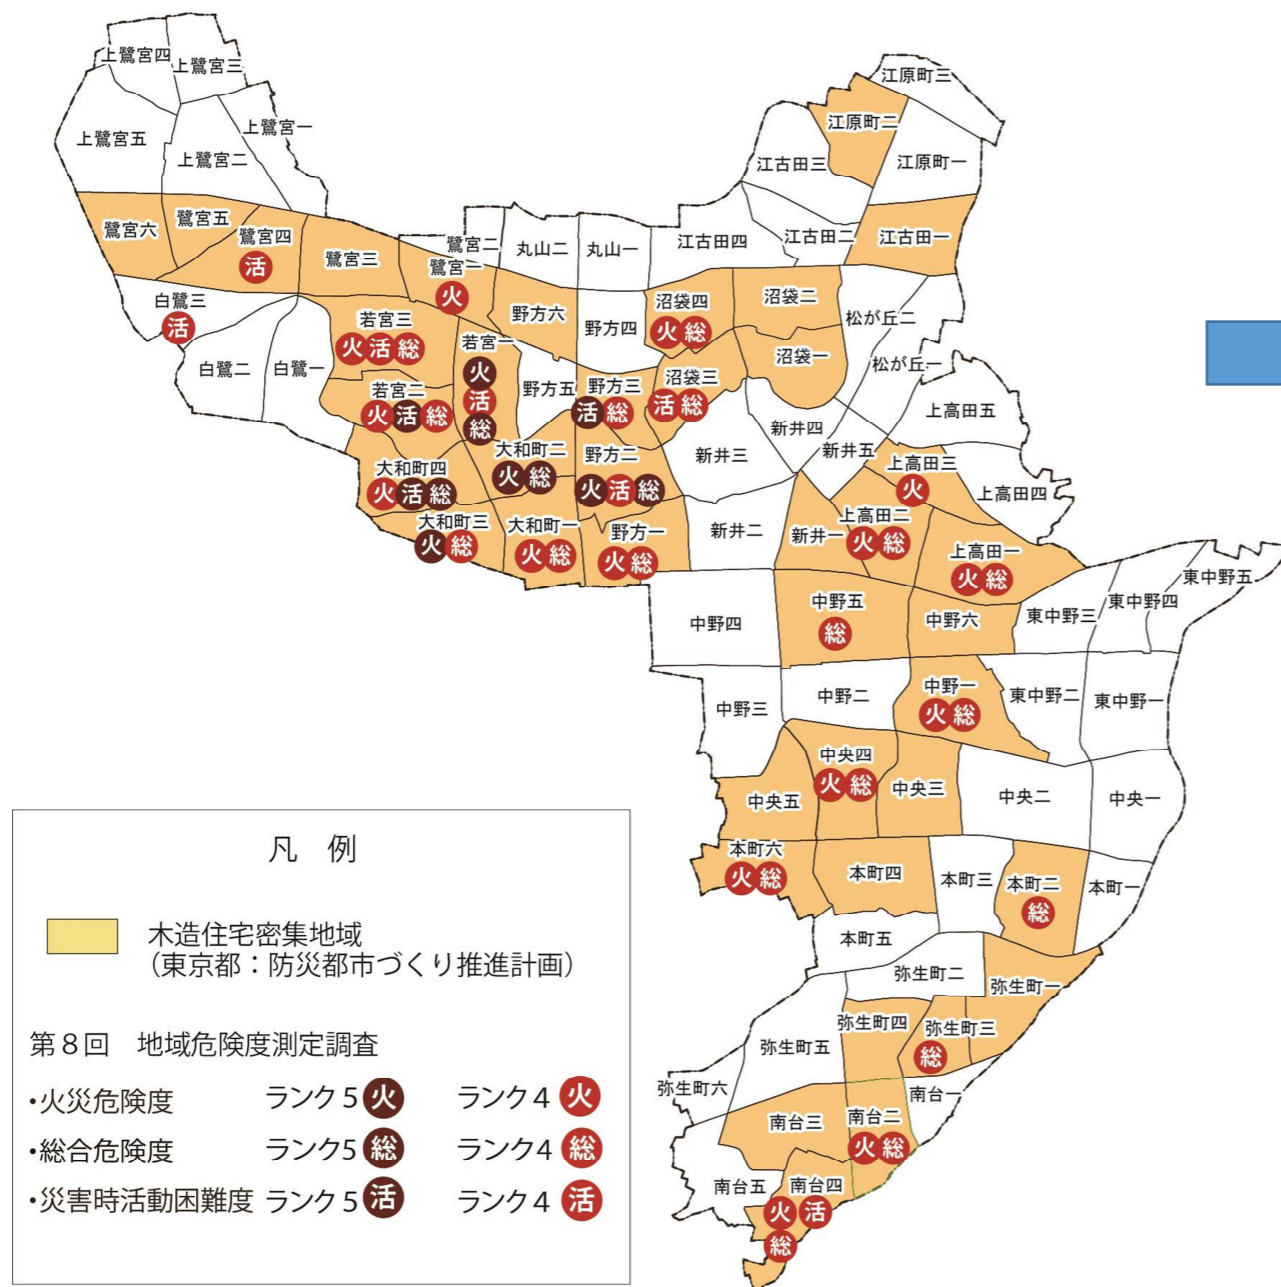 上鷺宮四
上鷺宮三
江原町三
上鷺宮一
江原町二
上鷺宮五
上鷺宮二
江古田三
江原町一
鷺宮六
鷺宮五
鷺宮四
活
鷺宮三
鷺宮二
鷺宮一
火
丸山二
丸山一
江古田四
江古田二
江古田一
白鷺三
活
若宮三
火活総
若宮一
火
活
総
野方六
野方四
沼袋四
火総
沼袋二
松が丘二
白鷺二
白鷺一
若宮二
火活総
野方五
野方三
活総
沼袋三
活総
沼袋一
松が丘一
上高田五
大和町四
火活総
大和町二
火総
野方二
火活総
新井三
新井四
新井五
上高田三
火
上高田四
大和町三
火総
大和町一
火総
野方一
火総
新井二
新井一
上高田二
火総
上高田一
火総
東中野五
中野四
中野五
総
中野六
東中野三
東中野四
中野三
中野二
中野一
火総
東中野二
東中野一
中央五
中央四
火総
中央三
中央二
中央一
本町六
火総
本町四
本町三
本町二
総
本町一
本町五
弥生町二
弥生町一
弥生町五
弥生町四
弥生町三
総
弥生町六
南台一
南台三
南台二
火総
南台五
南台四
火 活
総
凡 例
木造住宅密集地域
（東京都：防災都市づくり推進計画）
第８回 地域危険度測定調査
・火災危険度 ランク５火 ランク４火
・総合危険度 ランク５総 ランク４総
・災害時活動困難度 ランク５活 ランク４活